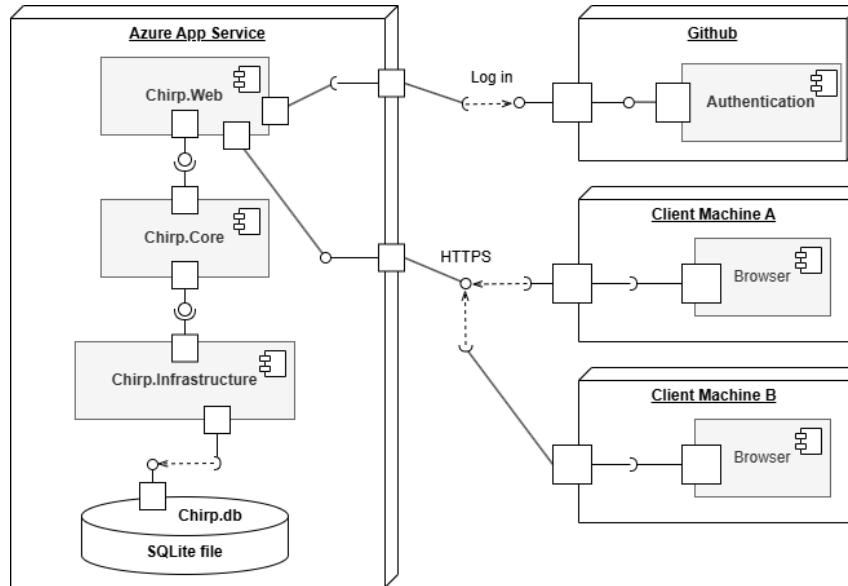 Azure App Service
Github
Chirp.Web
Log in
Authentication
Client Machine A
Chirp.Core
HTTPS
Browser
Chirp.Infrastructure
Client Machine B
Browser
Chirp.db
SQLite file